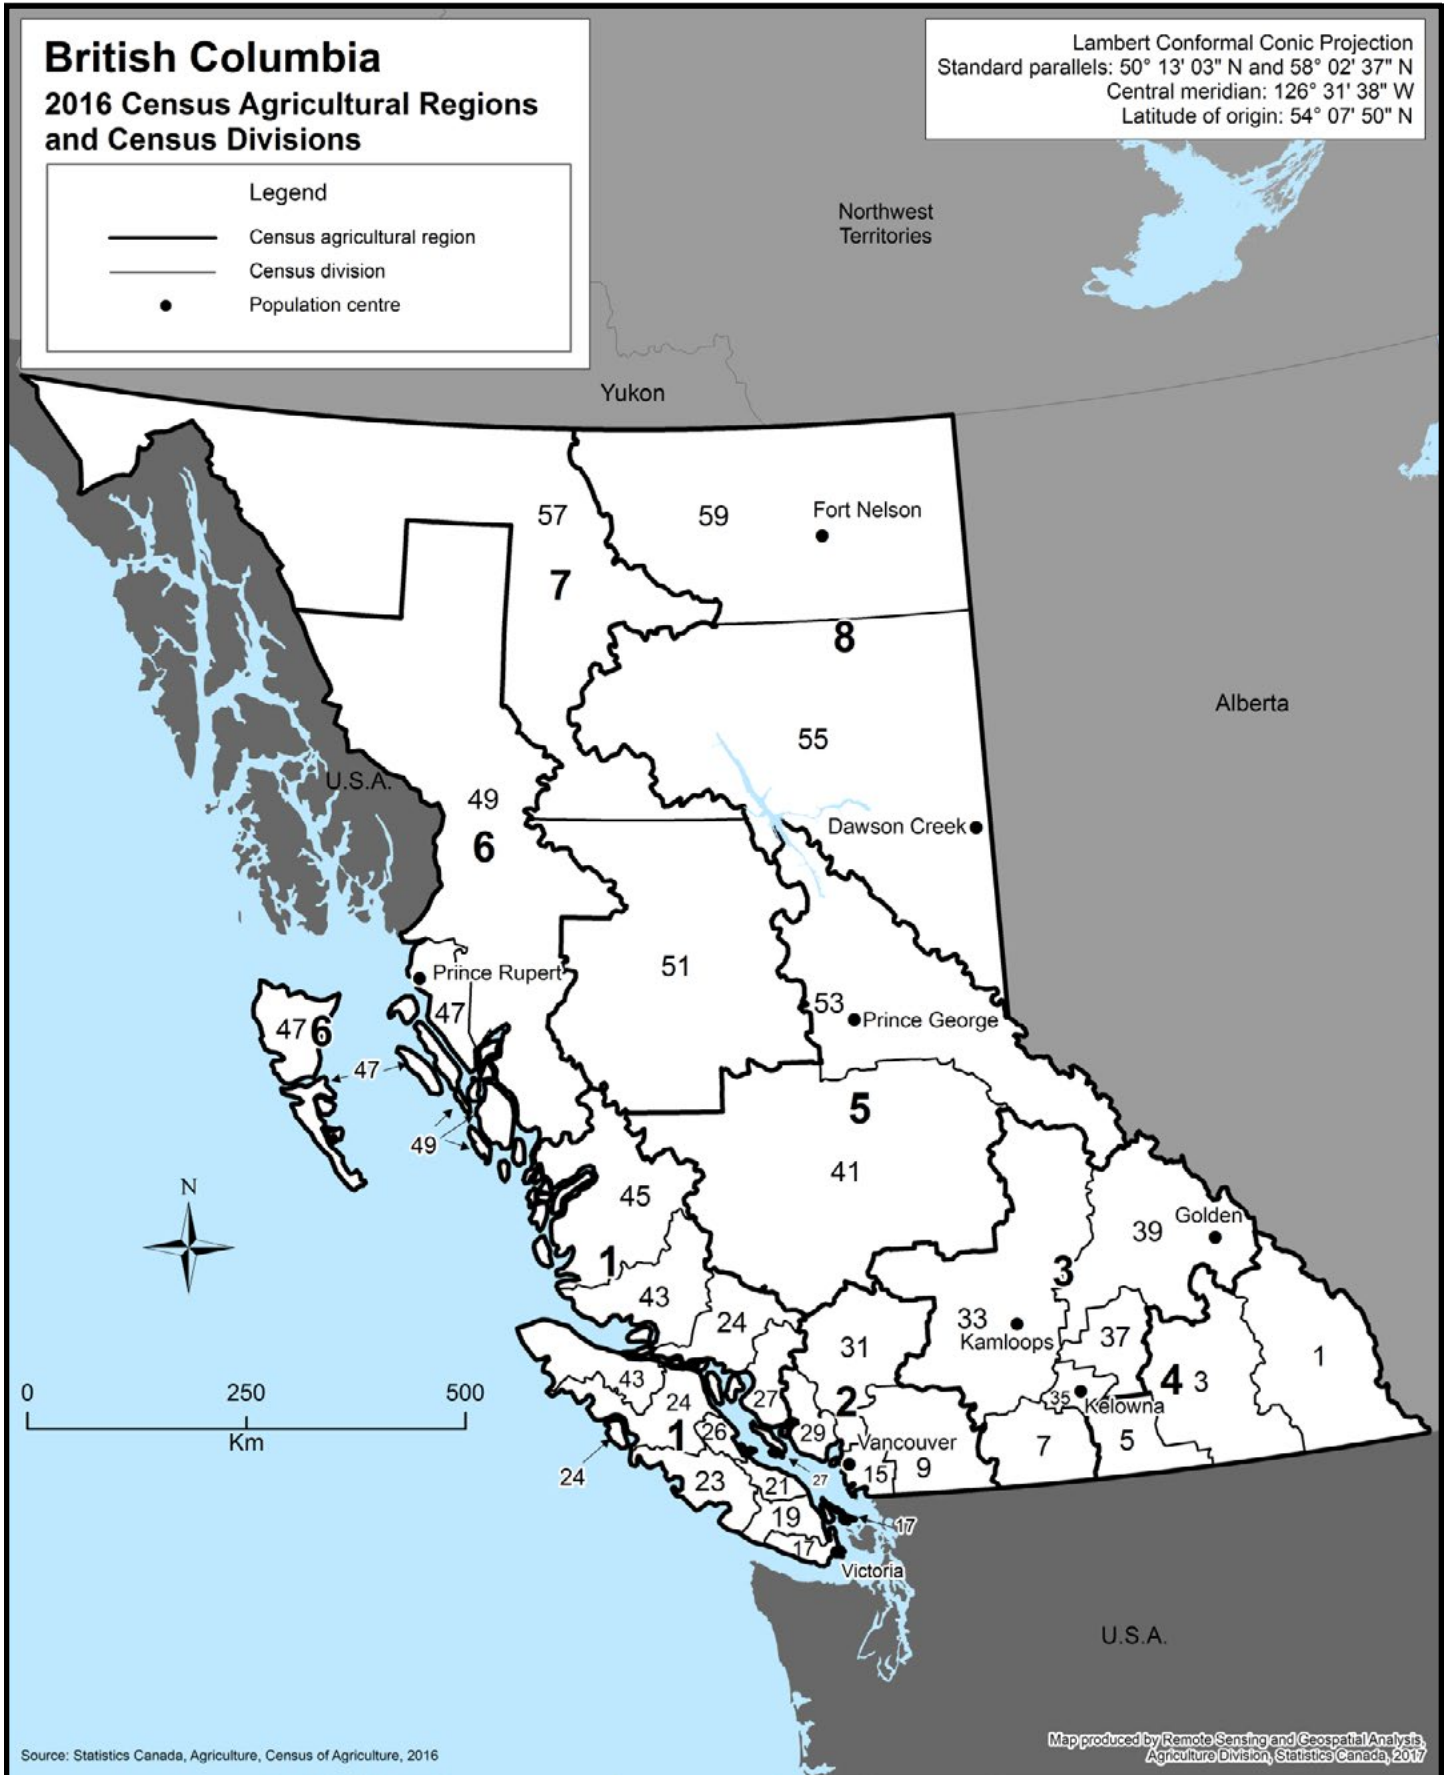 British Columbia
2016 Census Agricultural Regions
and Census Divisions
Legend
Census agricultural region
Census division
Population centre
Lambert Conformal Conic Projection
Standard parallels: 50° 13' 03" N and 58° 02' 37" N
Central meridian: 126° 31' 38" W
Latitude of origin: 54° 07' 50" N
Northwest
Territories
Yukon
57
59
Fort Nelson
7
8
Alberta
55
U.S.A.
49
Dawson Creek
6
51
Prince Rupert
53
47
Prince George
47
6
47
5
49
41
N
45
Golden
39
1
3
43
24
33
Kamloops
37
31
1
43
4
3
0
250
500
Km
24
27
2
35
Kelowna
1
26
29
Vancouver
7
5
24
23
21
27
15
9
19
17
17
Victoria
U.S.A.
Source: Statistics Canada, Agriculture, Census of Agriculture, 2016
Map produced by Remote Sensing and Geospatial Analysis,
Agriculture Division, Statistics Canada, 2017